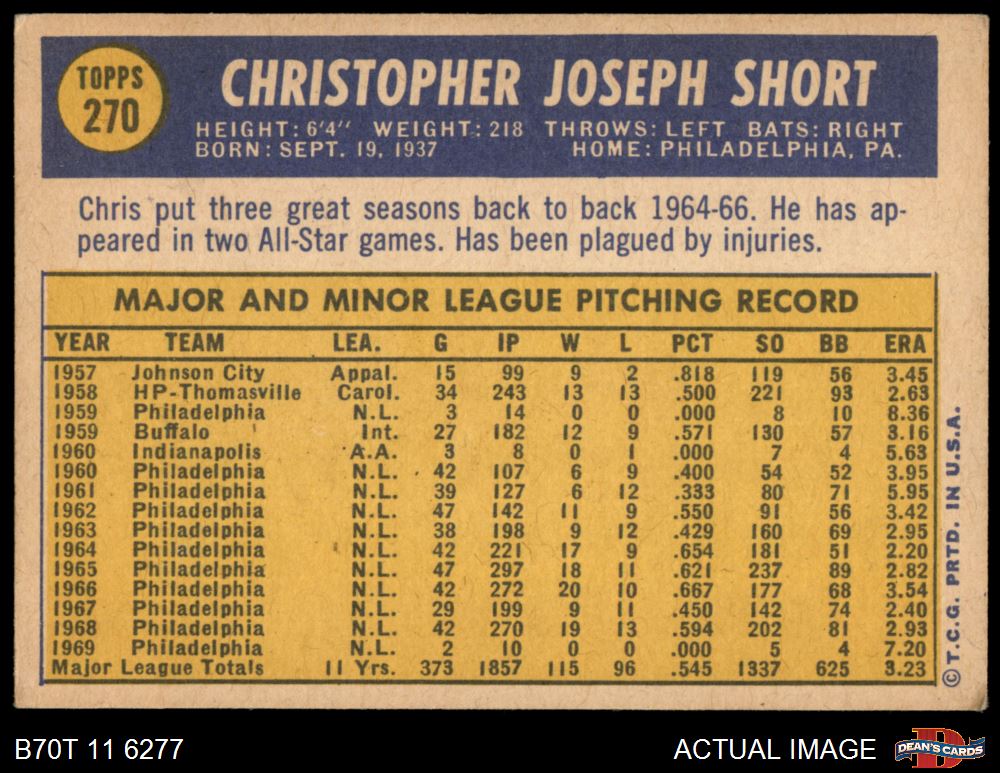 TOPPS
270
CHRISTOPHER JOSEPH SHORT
HEIGHT: 6'4" WEIGHT: 218 THROWS: LEFT BATS: RIGHT
BORN: SEPT. 19, 1937 HOME: PHILADELPHIA, PA.
Chris put three great seasons back to back 1964-66. He has ap-
peared in two All-Star games. Has been plagued by injuries.
MAJOR AND MINOR LEAGUE PITCHING RECORD
YEAR TEAM LEA. G IP W L PCT SO BB ERA
1957 Johnson City Appal. 15 99 9 2 .818 119 56 3.45
1958 HP-Thomasville Carol. 34 243 13 13 .500 221 93 2.63
1959 Philadelphia N.L. 3 14 0 0 .000 8 10 8.36
1959 Buffalo Int. 27 182 12 9 .571 130 57 3.16
1960 Indianapolis A.A. 3 8 0 1 .000 7 4 5.63
1960 Philadelphia N.L. 42 107 6 9 .400 54 52 3.95
1961 Philadelphia N.L. 39 127 6 12 .333 80 71 5.95
1962 Philadelphia N.L. 47 142 11 9 .550 91 56 3.42
1963 Philadelphia N.L. 38 198 9 12 .429 160 69 2.95
1964 Philadelphia N.L. 42 221 17 9 .654 181 51 2.20
1965 Philadelphia N.L. 47 297 18 11 .621 237 89 2.82
1966 Philadelphia N.L. 42 272 20 10 .667 177 68 3.54
1967 Philadelphia N.L. 29 199 9 11 .450 142 74 2.40
1968 Philadelphia N.L. 42 270 19 13 .594 202 81 2.93
1969 Philadelphia N.L. 2 10 0 0 .000 5 4 7.20
Major League Totals 11 Yrs. 373 1857 115 96 .545 1337 625 3.23
©T.C.G. PRTD. IN U.S.A.
B70T 11 6277 ACTUAL IMAGE
DEAN'S CARDS